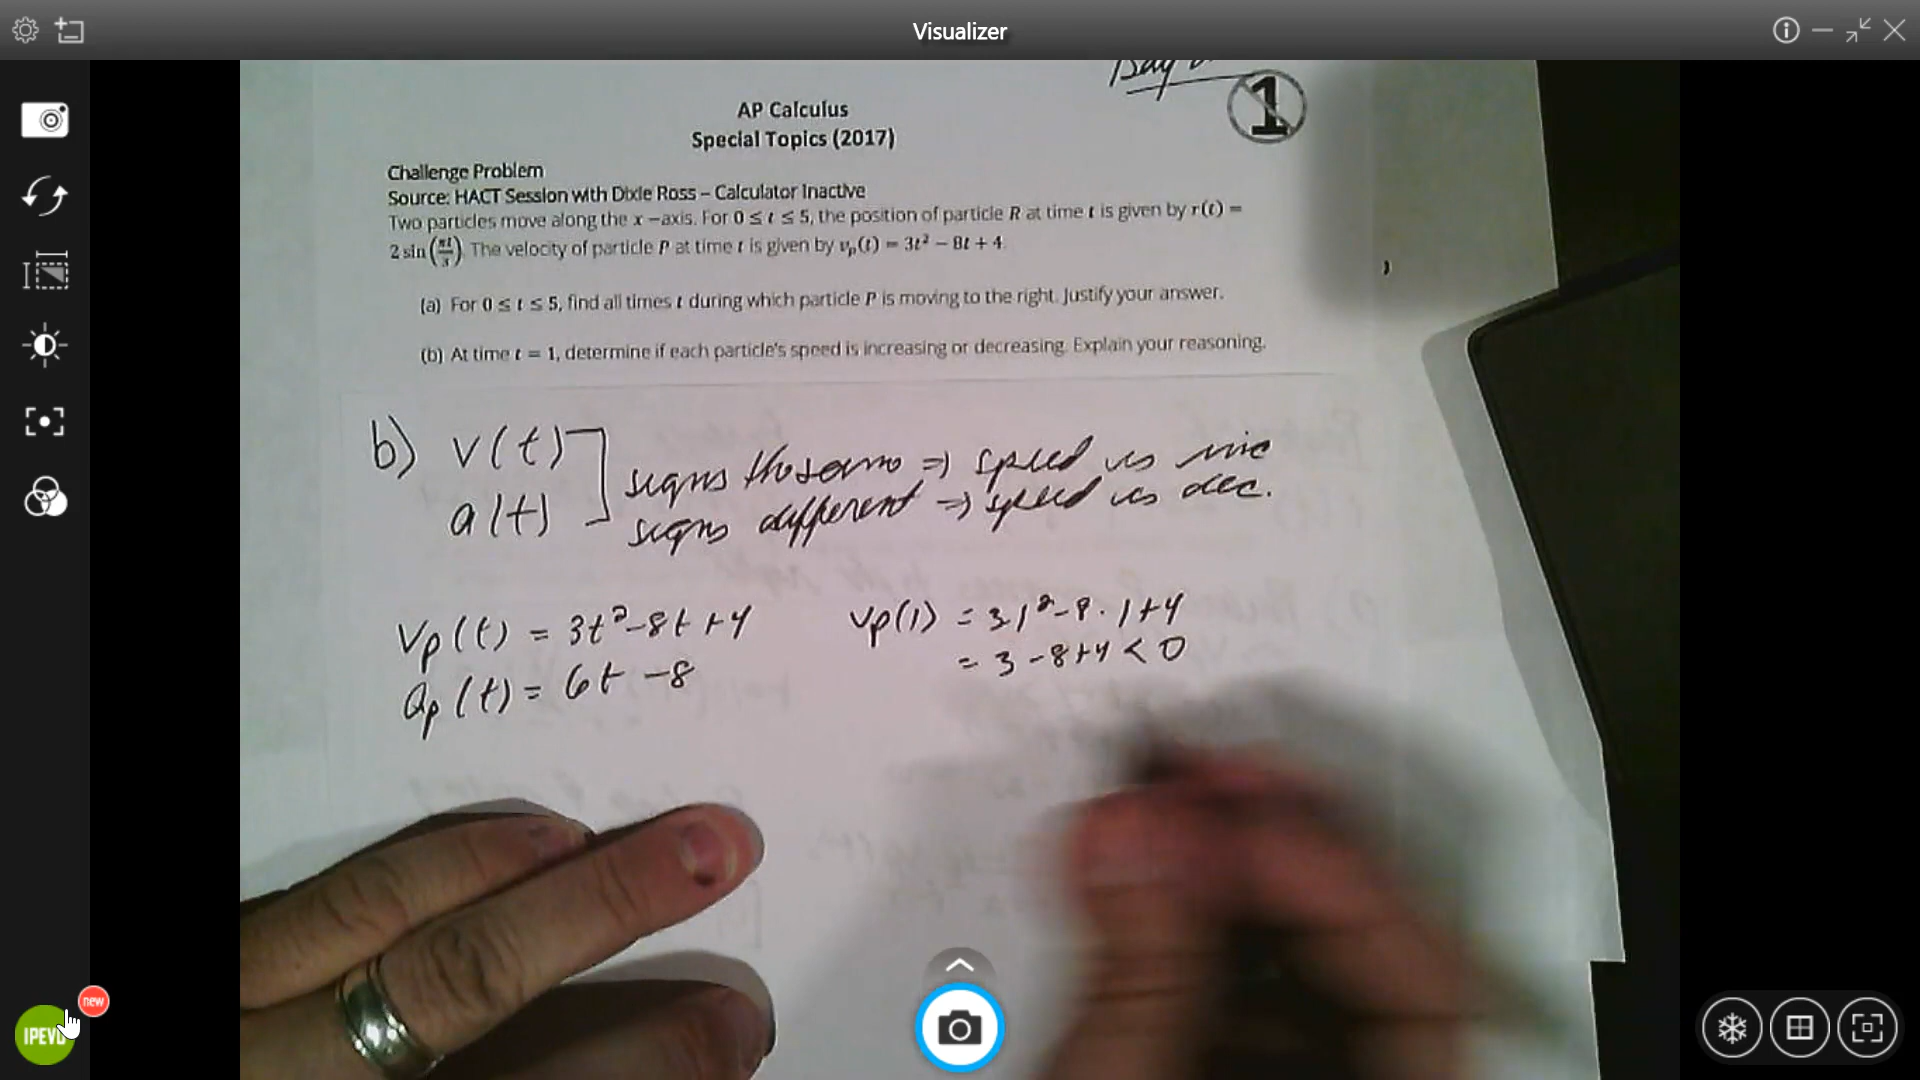 Visualizer
1
AP Calculus
Special Topics (2017)
Challenge Problem
Source: HACT Session with Dixie Ross – Calculator Inactive
Two particles move along the x −axis. For 0 ≤ t ≤ 5, the position of particle R at time t is given by r(t) =
2 sin(πt/3). The velocity of particle P at time t is given by vₚ(t) = 3t² − 8t + 4.
(a) For 0 ≤ t ≤ 5, find all times t during which particle P is moving to the right. Justify your answer.
(b) At time t = 1, determine if each particle's speed is increasing or decreasing. Explain your reasoning.
b) v(t)
a(t)
signs the same ⇒ speed is inc
signs different ⇒ speed is dec.
Vp(t) = 3t²-8t+4
ap(t) = 6t -8
vp(1) = 3·1²-8·1+4
= 3-8+4 < 0
new
IPEVO